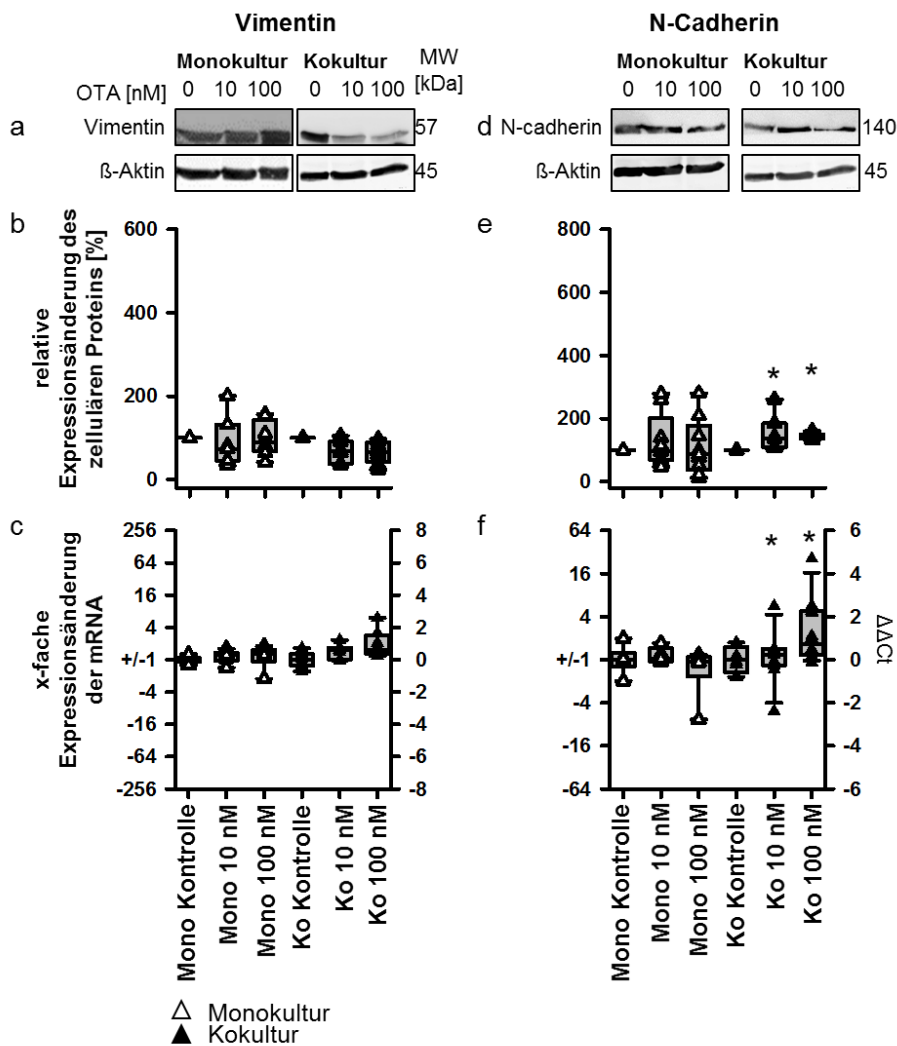 Vimentin
N-Cadherin
Monokultur Kokultur MW [kDa]
Monokultur Kokultur
OTA [nM] 0 10 100 0 10 100
0 10 100 0 10 100
a Vimentin 57
ß-Aktin 45
d N-cadherin 140
ß-Aktin 45
b
relative
Expressionsänderung des
zellulären Proteins [%]
600
400
200
0
e
800
600
400
200
0
* *
c
x-fache
Expressionsänderung
der mRNA
256
64
16
4
+/-1
-4
-16
-64
-256
8
6
4
2
0
-2
-4
-6
-8
f
64
16
4
+/-1
-4
-16
-64
* *
6
4
2
0
-2
-4
-6
ΔΔCt
Mono Kontrolle
Mono 10 nM
Mono 100 nM
Ko Kontrolle
Ko 10 nM
Ko 100 nM
Mono Kontrolle
Mono 10 nM
Mono 100 nM
Ko Kontrolle
Ko 10 nM
Ko 100 nM
Monokultur
Kokultur